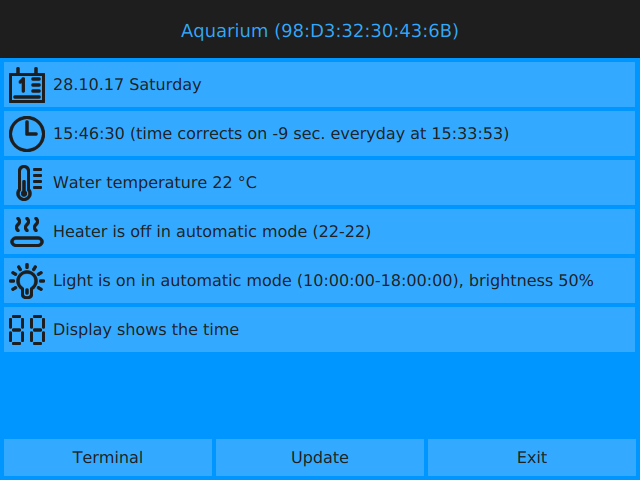 Aquarium (98:D3:32:30:43:6B)
28.10.17 Saturday
15:46:30 (time corrects on -9 sec. everyday at 15:33:53)
Water temperature 22 °C
Heater is off in automatic mode (22-22)
Light is on in automatic mode (10:00:00-18:00:00), brightness 50%
Display shows the time
Terminal
Update
Exit